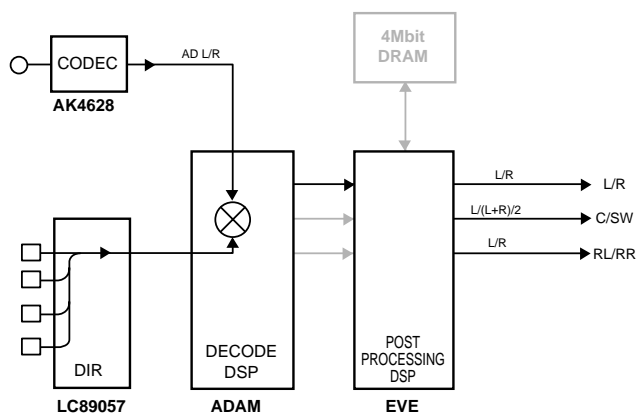 CODEC
AD L/R
AK4628
4Mbit
DRAM
L/R
L/R
L/(L+R)/2
C/SW
L/R
RL/RR
DIR
DECODE
DSP
POST
PROCESSING
DSP
LC89057
ADAM
EVE